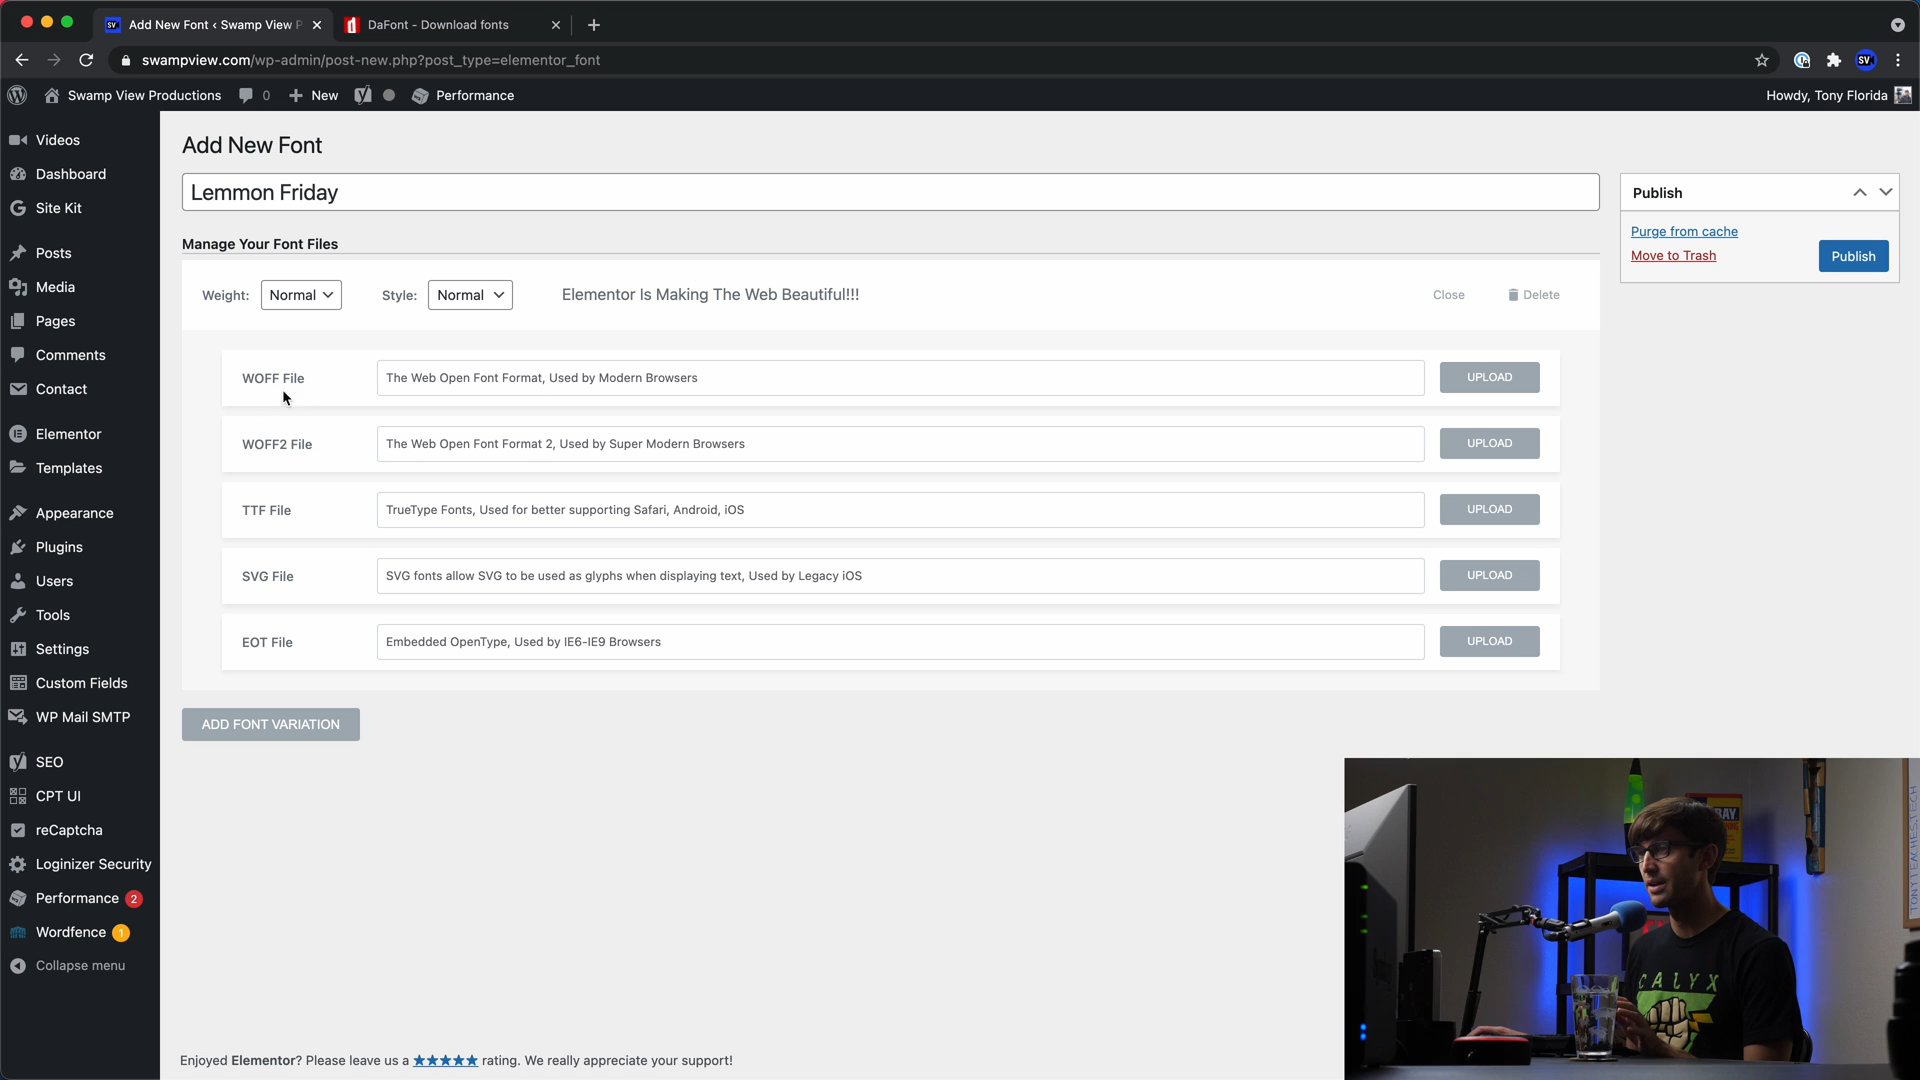 Add New Font ‹ Swamp View P
DaFont - Download fonts
swampview.com/wp-admin/post-new.php?post_type=elementor_font
Swamp View Productions
0
New
Performance
Howdy, Tony Florida
Videos
Dashboard
Site Kit
Posts
Media
Pages
Comments
Contact
Elementor
Templates
Appearance
Plugins
Users
Tools
Settings
Custom Fields
WP Mail SMTP
SEO
CPT UI
reCaptcha
Loginizer Security
Performance 2
Wordfence 1
Collapse menu
Add New Font
Lemmon Friday
Manage Your Font Files
Weight: Normal Style: Normal Elementor Is Making The Web Beautiful!!! Close Delete
WOFF File The Web Open Font Format, Used by Modern Browsers UPLOAD
WOFF2 File The Web Open Font Format 2, Used by Super Modern Browsers UPLOAD
TTF File TrueType Fonts, Used for better supporting Safari, Android, iOS UPLOAD
SVG File SVG fonts allow SVG to be used as glyphs when displaying text, Used by Legacy iOS UPLOAD
EOT File Embedded OpenType, Used by IE6-IE9 Browsers UPLOAD
ADD FONT VARIATION
Publish
Purge from cache
Move to Trash
Publish
Enjoyed Elementor? Please leave us a ★★★★★ rating. We really appreciate your support!
CALYX
TONYTEACHES.TECH